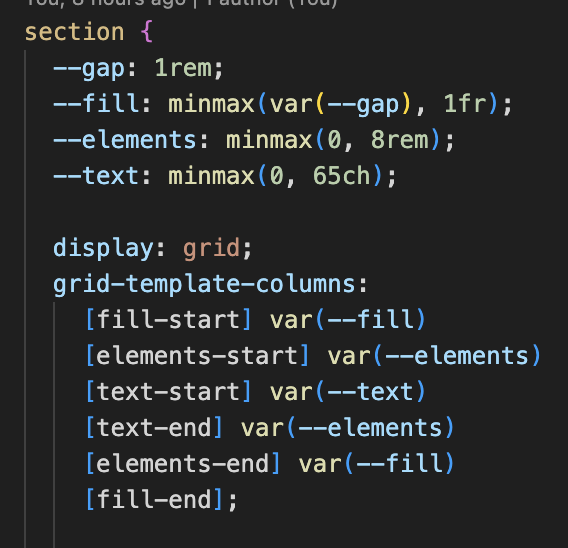 You, 8 hours ago | 1 author (You)
section {
--gap: 1rem;
--fill: minmax(var(--gap), 1fr);
--elements: minmax(0, 8rem);
--text: minmax(0, 65ch);
display: grid;
grid-template-columns:
[fill-start] var(--fill)
[elements-start] var(--elements)
[text-start] var(--text)
[text-end] var(--elements)
[elements-end] var(--fill)
[fill-end];